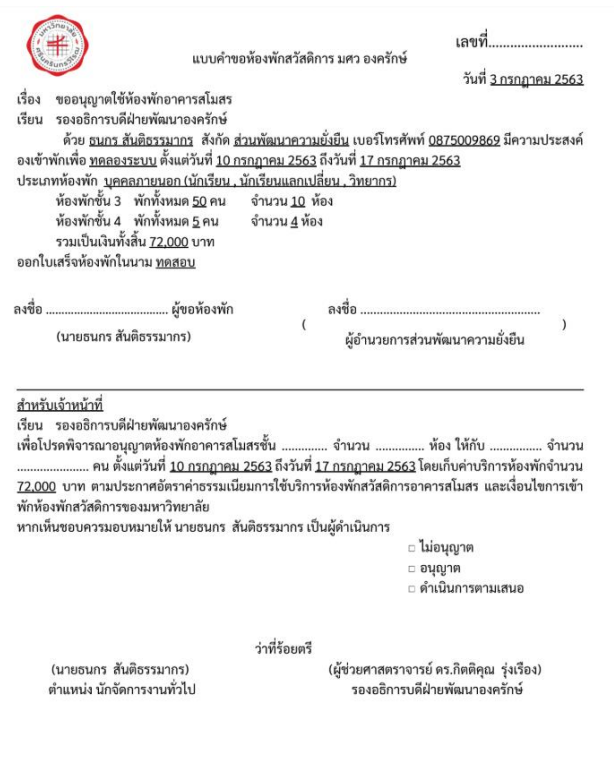 มหาวิทยาลัย
ศรีนครินทรวิโรฒ
เลขที่..........................
แบบคำขอห้องพักสวัสดิการ มศว องครักษ์
วันที่ 3 กรกฎาคม 2563
เรื่อง ขออนุญาตใช้ห้องพักอาคารสโมสร
เรียน รองอธิการบดีฝ่ายพัฒนาองครักษ์
ด้วย ธนกร สันติธรรมากร สังกัด ส่วนพัฒนาความยั่งยืน เบอร์โทรศัพท์ 0875009869 มีความประสงค์
องเข้าพักเพื่อ ทดลองระบบ ตั้งแต่วันที่ 10 กรกฎาคม 2563 ถึงวันที่ 17 กรกฎาคม 2563
ประเภทห้องพัก บุคคลภายนอก (นักเรียน , นักเรียนแลกเปลี่ยน , วิทยากร)
ห้องพักชั้น 3 พักทั้งหมด 50 คน จำนวน 10 ห้อง
ห้องพักชั้น 4 พักทั้งหมด 5 คน จำนวน 4 ห้อง
รวมเป็นเงินทั้งสิ้น 72,000 บาท
ออกใบเสร็จห้องพักในนาม ทดสอบ
ลงชื่อ .................................... ผู้ขอห้องพัก ลงชื่อ .....................................................
(นายธนกร สันติธรรมากร) ( )
ผู้อำนวยการส่วนพัฒนาความยั่งยืน
สำหรับเจ้าหน้าที่
เรียน รองอธิการบดีฝ่ายพัฒนาองครักษ์
เพื่อโปรดพิจารณาอนุญาตห้องพักอาคารสโมสรชั้น .............. จำนวน ............... ห้อง ให้กับ ................ จำนวน
...................... คน ตั้งแต่วันที่ 10 กรกฎาคม 2563 ถึงวันที่ 17 กรกฎาคม 2563 โดยเก็บค่าบริการห้องพักจำนวน
72,000 บาท ตามประกาศอัตราค่าธรรมเนียมการใช้บริการห้องพักสวัสดิการอาคารสโมสร และเงื่อนไขการเข้า
พักห้องพักสวัสดิการของมหาวิทยาลัย
หากเห็นชอบควรมอบหมายให้ นายธนกร สันติธรรมากร เป็นผู้ดำเนินการ
□ ไม่อนุญาต
□ อนุญาต
□ ดำเนินการตามเสนอ
ว่าที่ร้อยตรี
(นายธนกร สันติธรรมากร) (ผู้ช่วยศาสตราจารย์ ดร.กิตติคุณ รุ่งเรือง)
ตำแหน่ง นักจัดการงานทั่วไป รองอธิการบดีฝ่ายพัฒนาองครักษ์